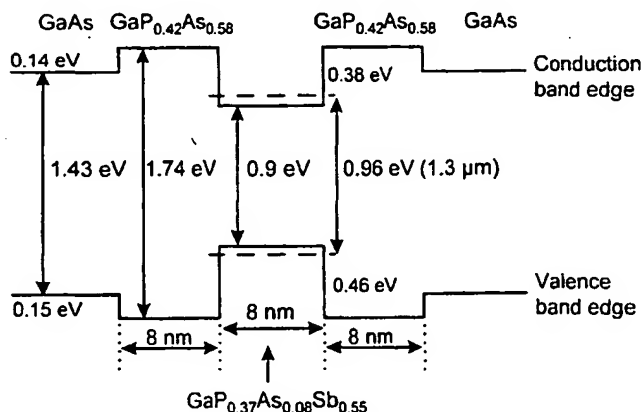 GaAs GaP0.42As0.58 GaP0.42As0.58 GaAs
0.14 eV
0.38 eV
Conduction
band edge
1.43 eV
1.74 eV
0.9 eV
0.96 eV (1.3 µm)
0.15 eV
0.46 eV
Valence
band edge
8 nm
8 nm
8 nm
GaP0.37As0.08Sb0.55